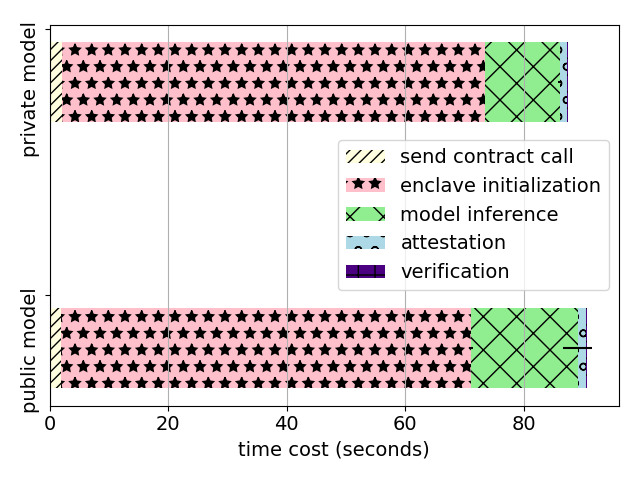 private model
public model
send contract call
enclave initialization
model inference
attestation
verification
0 20 40 60 80
time cost (seconds)